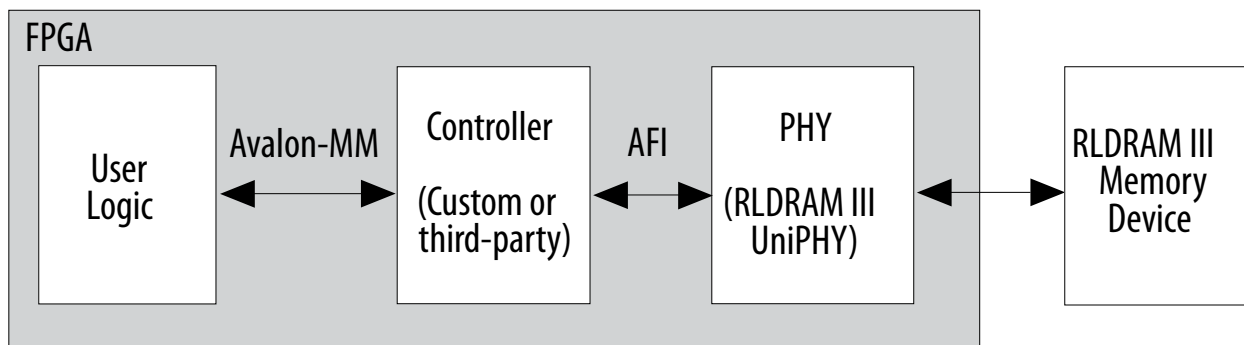 FPGA
User
Logic
Avalon-MM
Controller
(Custom or
third-party)
AFI
PHY
(RLDRAM III
UniPHY)
RLDRAM III
Memory
Device